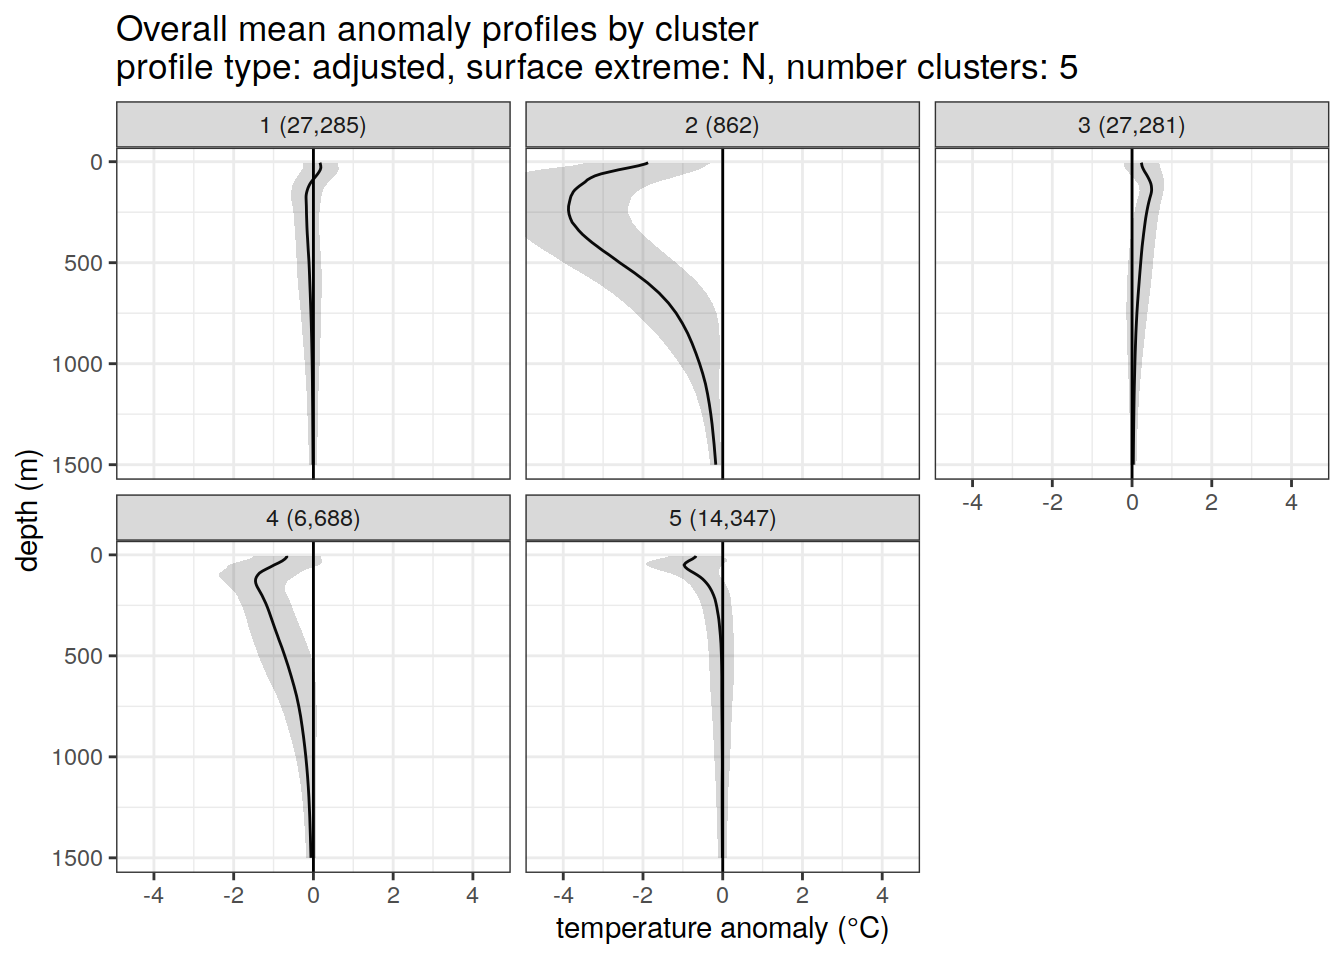 Overall mean anomaly profiles by cluster
profile type: adjusted, surface extreme: N, number clusters: 5
1 (27,285)
2 (862)
3 (27,281)
0
500
1000
1500
-4 -2 0 2 4
4 (6,688)
5 (14,347)
0
500
1000
1500
-4 -2 0 2 4
-4 -2 0 2 4
depth (m)
temperature anomaly (°C)